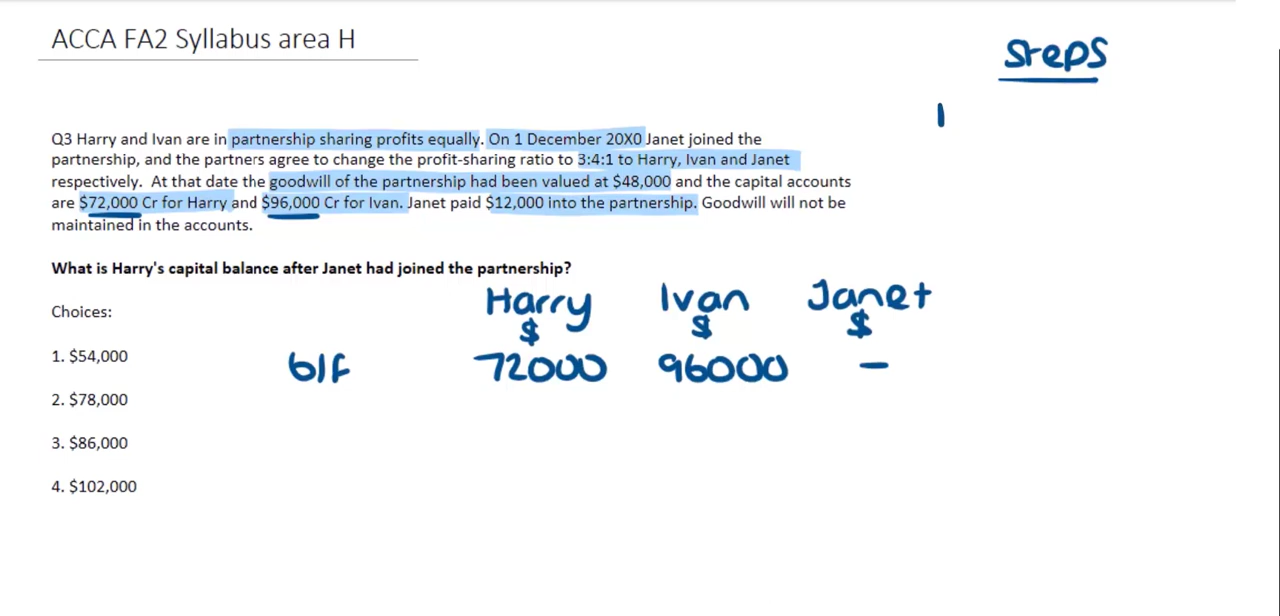 ACCA FA2 Syllabus area H
steps
1
Q3 Harry and Ivan are in partnership sharing profits equally. On 1 December 20X0 Janet joined the
partnership, and the partners agree to change the profit-sharing ratio to 3:4:1 to Harry, Ivan and Janet
respectively. At that date the goodwill of the partnership had been valued at $48,000 and the capital accounts
are $72,000 Cr for Harry and $96,000 Cr for Ivan. Janet paid $12,000 into the partnership. Goodwill will not be
maintained in the accounts.
What is Harry's capital balance after Janet had joined the partnership?
Harry Ivan Janet
Choices:
$ $ $
1. $54,000
b/f 72000 96000 –
2. $78,000
3. $86,000
4. $102,000